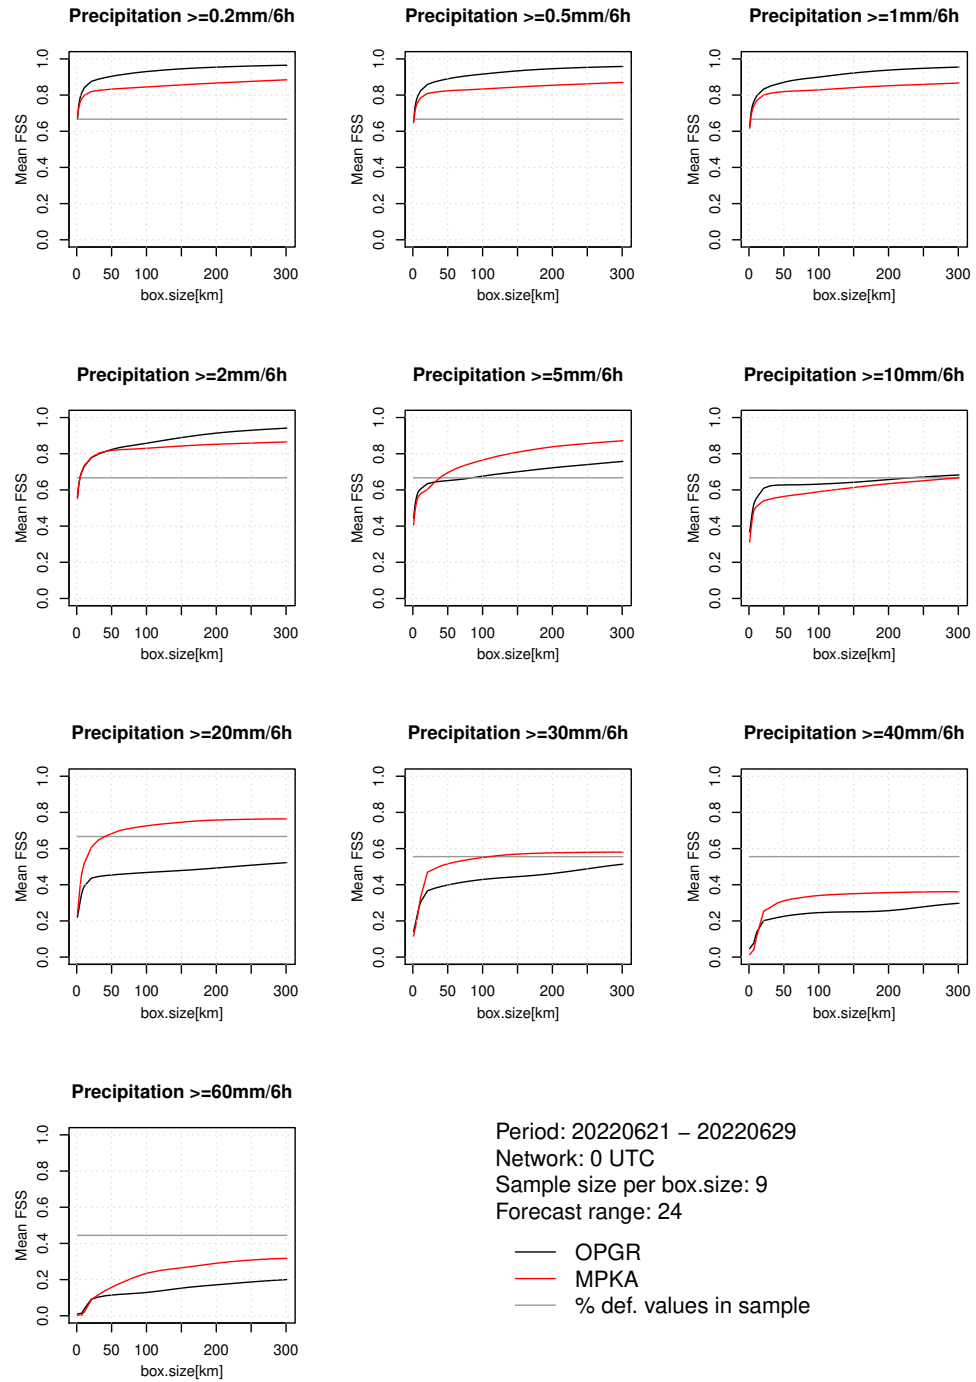 Precipitation >=0.2mm/6h
Mean FSS
0.0 0.2 0.4 0.6 0.8 1.0
0 50 100 200 300
box.size[km]
Precipitation >=0.5mm/6h
Mean FSS
0.0 0.2 0.4 0.6 0.8 1.0
0 50 100 200 300
box.size[km]
Precipitation >=1mm/6h
Mean FSS
0.0 0.2 0.4 0.6 0.8 1.0
0 50 100 200 300
box.size[km]
Precipitation >=2mm/6h
Mean FSS
0.0 0.2 0.4 0.6 0.8 1.0
0 50 100 200 300
box.size[km]
Precipitation >=5mm/6h
Mean FSS
0.0 0.2 0.4 0.6 0.8 1.0
0 50 100 200 300
box.size[km]
Precipitation >=10mm/6h
Mean FSS
0.0 0.2 0.4 0.6 0.8 1.0
0 50 100 200 300
box.size[km]
Precipitation >=20mm/6h
Mean FSS
0.0 0.2 0.4 0.6 0.8 1.0
0 50 100 200 300
box.size[km]
Precipitation >=30mm/6h
Mean FSS
0.0 0.2 0.4 0.6 0.8 1.0
0 50 100 200 300
box.size[km]
Precipitation >=40mm/6h
Mean FSS
0.0 0.2 0.4 0.6 0.8 1.0
0 50 100 200 300
box.size[km]
Precipitation >=60mm/6h
Mean FSS
0.0 0.2 0.4 0.6 0.8 1.0
0 50 100 200 300
box.size[km]
Period: 20220621 − 20220629
Network: 0 UTC
Sample size per box.size: 9
Forecast range: 24
OPGR
MPKA
% def. values in sample